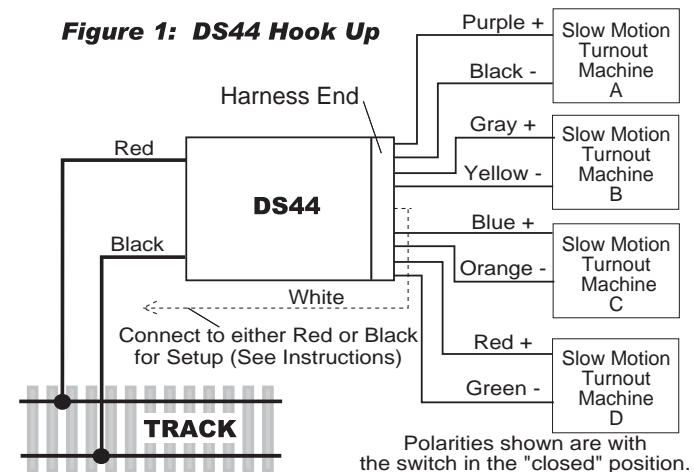 Figure 1: DS44 Hook Up
Purple +
Black -
Slow Motion
Turnout
Machine
A
Harness End
Gray +
Yellow -
Slow Motion
Turnout
Machine
B
Red
DS44
Black
Blue +
Orange -
Slow Motion
Turnout
Machine
C
White
Connect to either Red or Black
for Setup (See Instructions)
Red +
Green -
Slow Motion
Turnout
Machine
D
TRACK
Polarities shown are with
the switch in the "closed" position.